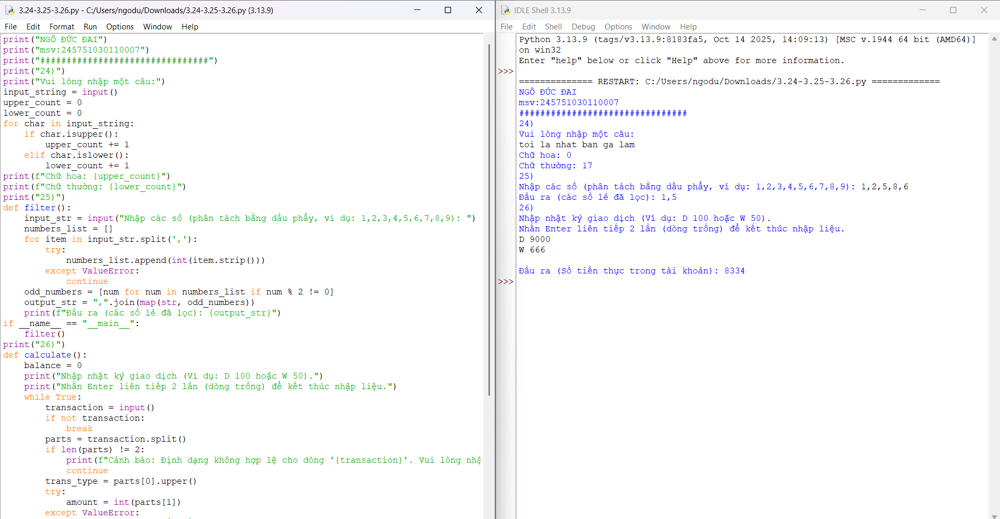 3.24-3.25-3.26.py - C:/Users/ngodu/Downloads/3.24-3.25-3.26.py (3.13.9)
File Edit Format Run Options Window Help
print("NGÔ ĐỨC ĐAI")
print("msv:245751030110007")
print("################################")
print("24)")
print("Vui lòng nhập một câu:")
input_string = input()
upper_count = 0
lower_count = 0
for char in input_string:
    if char.isupper():
        upper_count += 1
    elif char.islower():
        lower_count += 1
print(f"Chữ hoa: {upper_count}")
print(f"Chữ thường: {lower_count}")
print("25)")
def filter():
    input_str = input("Nhập các số (phân tách bằng dấu phẩy, ví dụ: 1,2,3,4,5,6,7,8,9): ")
    numbers_list = []
    for item in input_str.split(','):
        try:
            numbers_list.append(int(item.strip()))
        except ValueError:
            continue
    odd_numbers = [num for num in numbers_list if num % 2 != 0]
    output_str = ",".join(map(str, odd_numbers))
    print(f"Đầu ra (các số lẻ đã lọc): {output_str}")
if __name__ == "__main__":
    filter()
print("26)")
def calculate():
    balance = 0
    print("Nhập nhật ký giao dịch (Ví dụ: D 100 hoặc W 50).")
    print("Nhấn Enter liên tiếp 2 lần (dòng trống) để kết thúc nhập liệu.")
    while True:
        transaction = input()
        if not transaction:
            break
        parts = transaction.split()
        if len(parts) != 2:
            print(f"Cảnh báo: Định dạng không hợp lệ cho dòng '{transaction}'. Vui lòng nhậ
            continue
        trans_type = parts[0].upper()
        try:
            amount = int(parts[1])
        except ValueError:
IDLE Shell 3.13.9
File Edit Shell Debug Options Window Help
Python 3.13.9 (tags/v3.13.9:8183fa5, Oct 14 2025, 14:09:13) [MSC v.1944 64 bit (AMD64)]
on win32
Enter "help" below or click "Help" above for more information.
>>>
============== RESTART: C:/Users/ngodu/Downloads/3.24-3.25-3.26.py =============
NGÔ ĐỨC ĐAI
msv:245751030110007
################################
24)
Vui lòng nhập một câu:
toi la nhat ban ga lam
Chữ hoa: 0
Chữ thường: 17
25)
Nhập các số (phân tách bằng dấu phẩy, ví dụ: 1,2,3,4,5,6,7,8,9): 1,2,5,8,6
Đầu ra (các số lẻ đã lọc): 1,5
26)
Nhập nhật ký giao dịch (Ví dụ: D 100 hoặc W 50).
Nhấn Enter liên tiếp 2 lần (dòng trống) để kết thúc nhập liệu.
D 9000
W 666
Đầu ra (Số tiền thực trong tài khoản): 8334
>>>